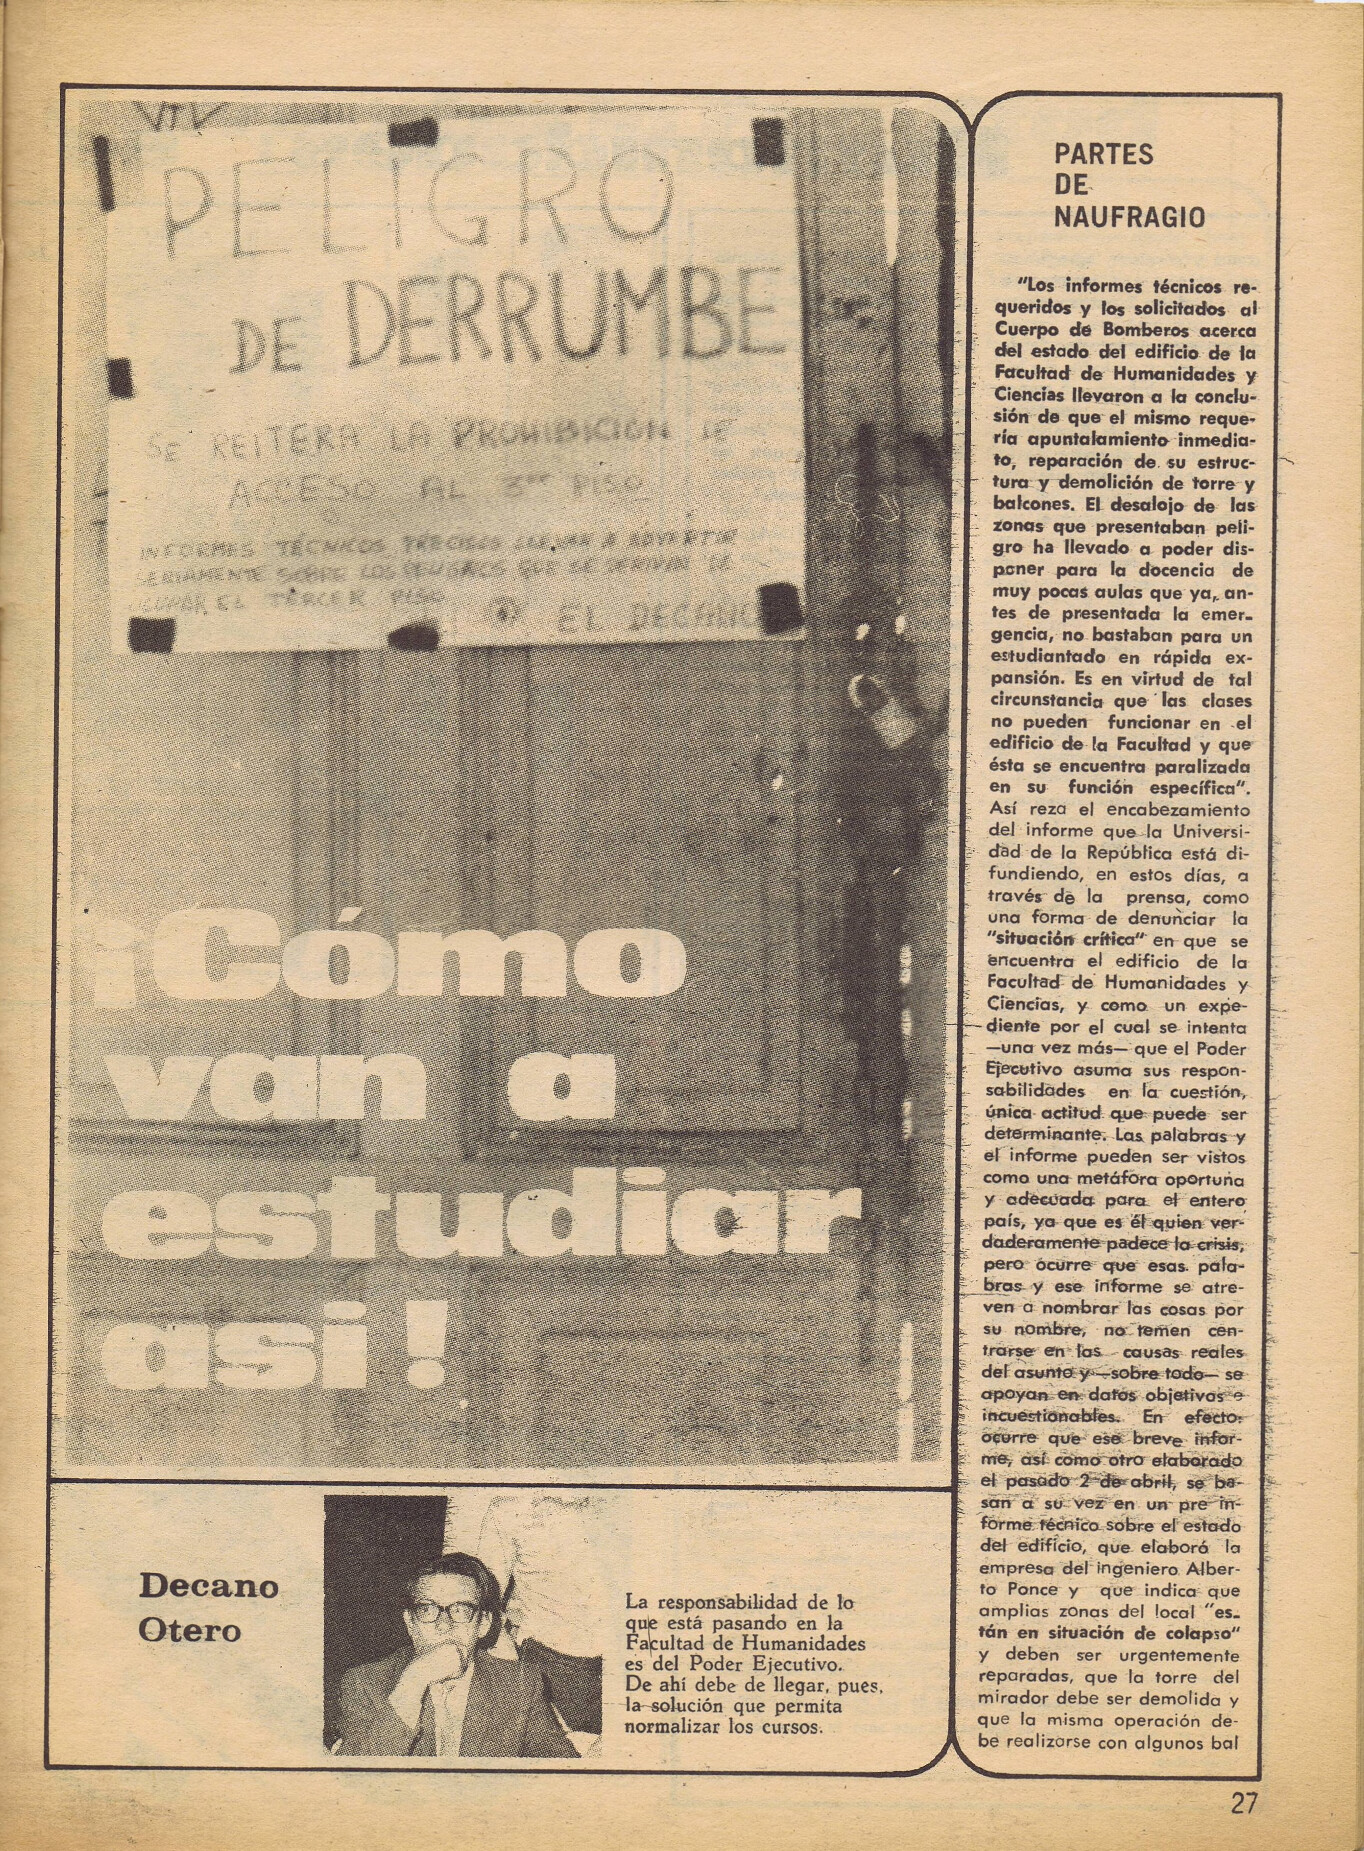 PELIGRO
DE DERRUMBE
SE REITERA LA PROHIBICION DE
ACCESO AL 3er PISO
INFORMES TECNICOS PRECISOS LLEVAN A ADVERTIR
SERIAMENTE SOBRE LOS PELIGROS QUE SE DERIVAN DE
OCUPAR EL TERCER PISO
EL DECANO
¡Cómo
van a
estudiar
asi!
Decano
Otero
La responsabilidad de lo
que está pasando en la
Facultad de Humanidades
es del Poder Ejecutivo.
De ahí debe de llegar, pues,
la solución que permita
normalizar los cursos.
PARTES
DE
NAUFRAGIO
"Los informes técnicos re-
queridos y los solicitados al
Cuerpo de Bomberos acerca
del estado del edificio de la
Facultad de Humanidades y
Ciencias llevaron a la conclu-
sión de que el mismo reque-
ría apuntalamiento inmedia-
to, reparación de su estruc-
tura y demolición de torre y
balcones. El desalojo de las
zonas que presentaban peli-
gro ha llevado a poder dis-
poner para la docencia de
muy pocas aulas que ya, an-
tes de presentada la emer-
gencia, no bastaban para un
estudiantado en rápida ex-
pansión. Es en virtud de tal
circunstancia que las clases
no pueden funcionar en el
edificio de la Facultad y que
ésta se encuentra paralizada
en su función específica".
Así reza el encabezamiento
del informe que la Universi-
dad de la República está di-
fundiendo, en estos días, a
través de la prensa, como
una forma de denunciar la
"situación crítica" en que se
encuentra el edificio de la
Facultad de Humanidades y
Ciencias, y como un expe-
diente por el cual se intenta
—una vez más— que el Poder
Ejecutivo asuma sus respon-
sabilidades en la cuestión,
única actitud que puede ser
determinante. Las palabras y
el informe pueden ser vistos
como una metáfora oportuna
y adecuada para el entero
país, ya que es él quien ver-
daderamente padece la crisis,
pero ocurre que esas pala-
bras y ese informe se atre-
ven a nombrar las cosas por
su nombre, no temen cen-
trarse en las causas reales
del asunto y —sobre todo— se
apoyan en datos objetivos e
incuestionables. En efecto:
ocurre que ese breve infor-
me, así como otro elaborado
el pasado 2 de abril, se ba-
san a su vez en un pre in-
forme técnico sobre el estado
del edificio, que elaboró la
empresa del ingeniero Alber-
to Ponce y que indica que
amplias zonas del local "es-
tán en situación de colapso"
y deben ser urgentemente
reparadas, que la torre del
mirador debe ser demolida y
que la misma operación de-
be realizarse con algunos bal
27